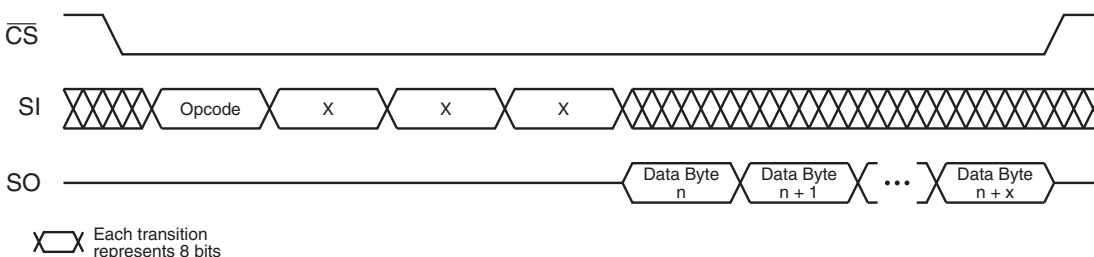 CS
SI
Opcode
X
X
X
SO
Data Byte
n
Data Byte
n + 1
•••
Data Byte
n + x
Each transition
represents 8 bits